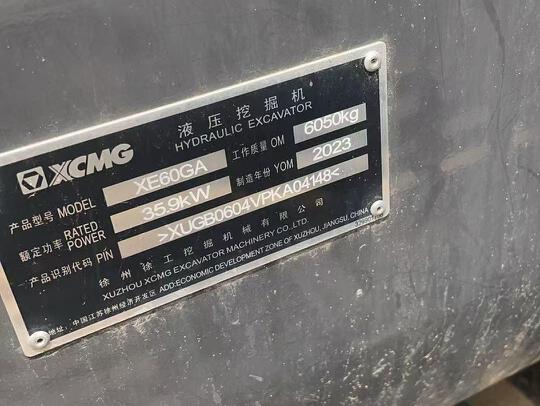 液压挖掘机
HYDRAULIC EXCAVATOR
XCMG
产品型号 MODEL XE60GA 工作质量 OM 6050kg
额定功率 RATED POWER 35.9kW 制造年份 YOM 2023
产品识别代码 PIN >XUGB0604VPKA04148<
徐州徐工挖掘机械有限公司
XUZHOU XCMG EXCAVATOR MACHINERY CO.,LTD.
地址: 中国江苏徐州经济开发区 ADD:ECONOMIC DEVELOPMENT ZONE OF XUZHOU, JIANGSU, CHINA